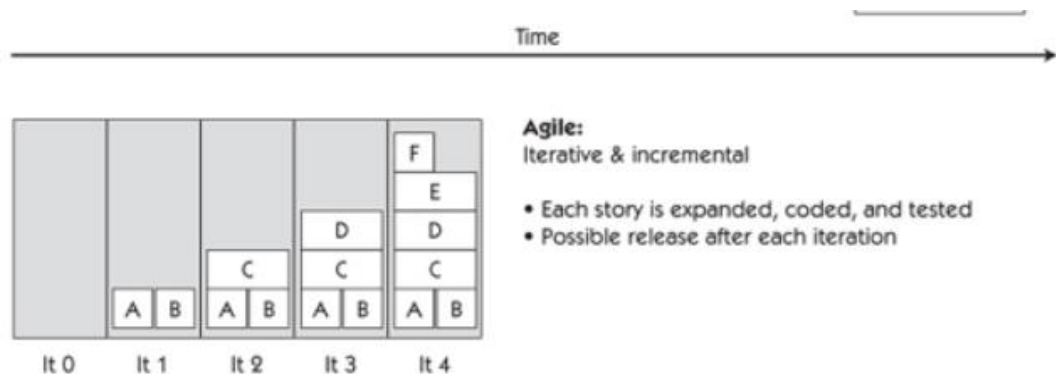 Time
Agile:
Iterative & incremental
• Each story is expanded, coded, and tested
• Possible release after each iteration
F
E
D D
C C C
A B A B A B A B
It 0 It 1 It 2 It 3 It 4